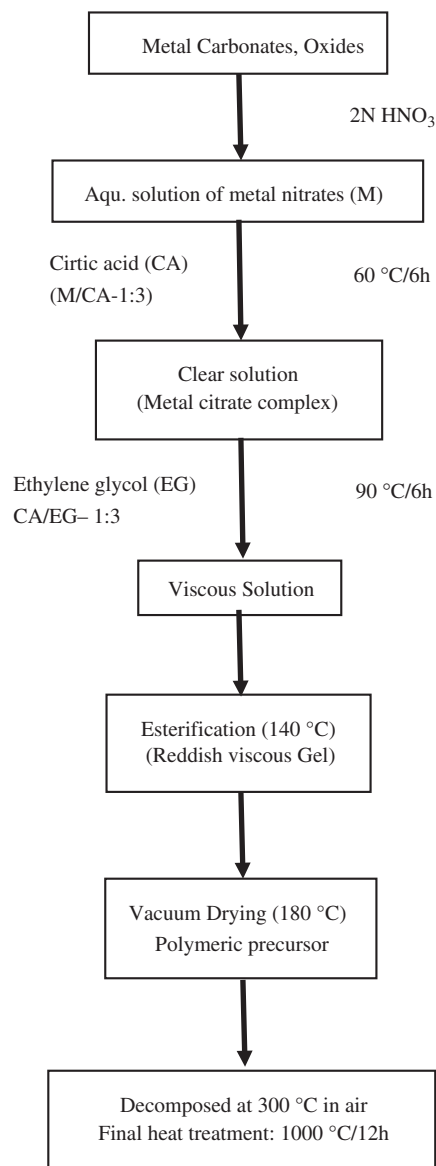 Metal Carbonates, Oxides
2N HNO₃
Aqu. solution of metal nitrates (M)
Cirtic acid (CA)
(M/CA-1:3)
60 °C/6h
Clear solution
(Metal citrate complex)
Ethylene glycol (EG)
CA/EG– 1:3
90 °C/6h
Viscous Solution
Esterification (140 °C)
(Reddish viscous Gel)
Vacuum Drying (180 °C)
Polymeric precursor
Decomposed at 300 °C in air
Final heat treatment: 1000 °C/12h